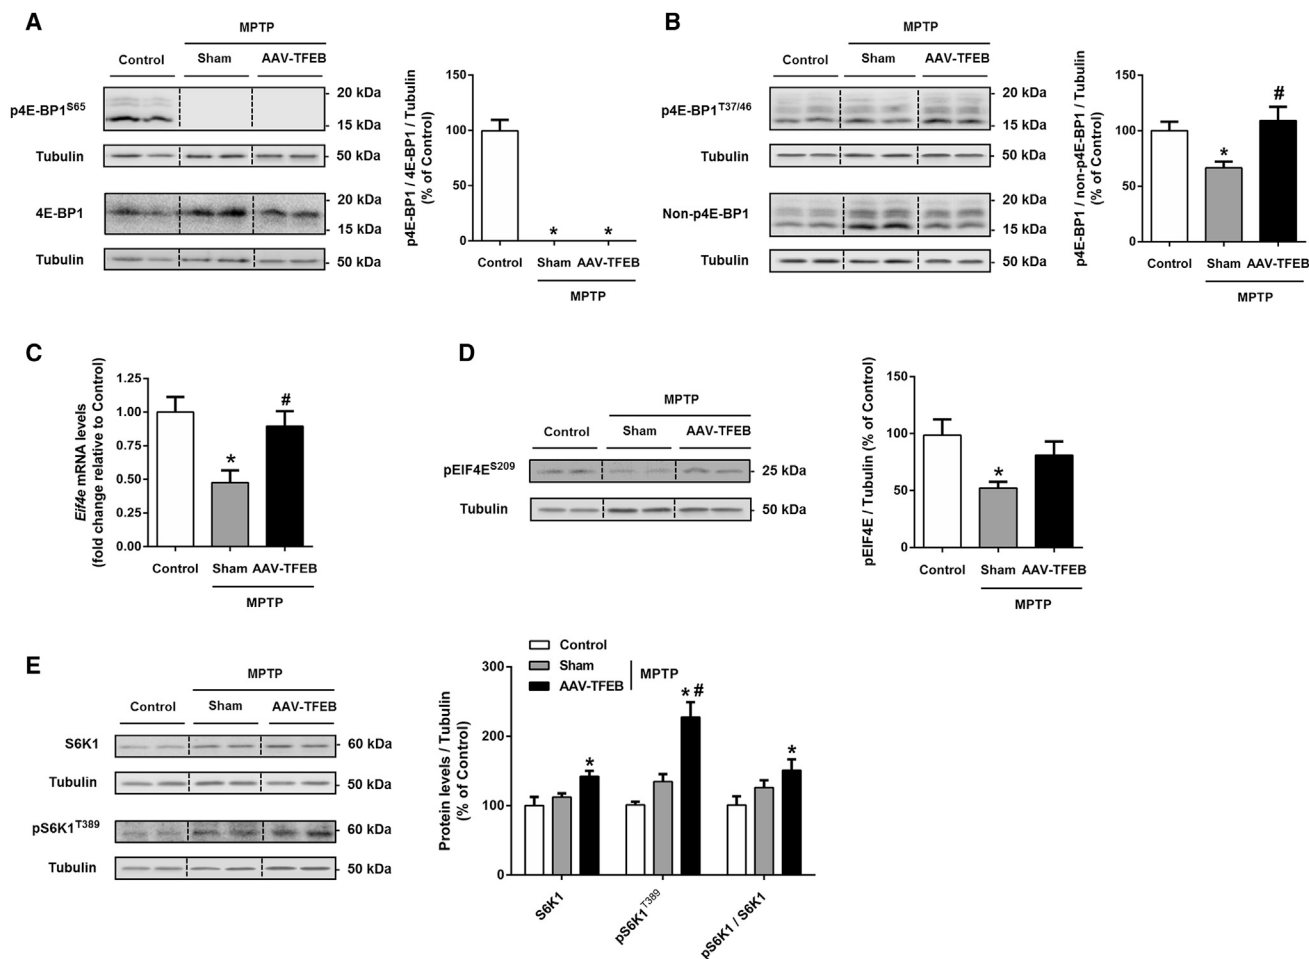 A
MPTP
Control Sham AAV-TFEB
p4E-BP1S65
20 kDa
15 kDa
Tubulin 50 kDa
4E-BP1
20 kDa
15 kDa
Tubulin 50 kDa
p4E-BP1 / 4E-BP1 / Tubulin
(% of Control)
150
100
50
0
* *
Control Sham AAV-TFEB
MPTP
B
MPTP
Control Sham AAV-TFEB
p4E-BP1T37/46
20 kDa
15 kDa
Tubulin 50 kDa
Non-p4E-BP1
20 kDa
15 kDa
Tubulin 50 kDa
p4E-BP1 / non-p4E-BP1 / Tubulin
(% of Control)
150
100
50
0
* #
Control Sham AAV-TFEB
MPTP
C
Eif4e mRNA levels
(fold change relative to Control)
1.25
1.00
0.75
0.50
0.25
0.00
* #
Control Sham AAV-TFEB
MPTP
D
MPTP
Control Sham AAV-TFEB
pEIF4ES209 25 kDa
Tubulin 50 kDa
pEIF4E / Tubulin (% of Control)
150
100
50
0
*
Control Sham AAV-TFEB
MPTP
E
MPTP
Control Sham AAV-TFEB
S6K1 60 kDa
Tubulin 50 kDa
pS6K1T389 60 kDa
Tubulin 50 kDa
Control
Sham
AAV-TFEB
MPTP
Protein levels / Tubulin
(% of Control)
300
200
100
0
* * # *
S6K1
pS6K1T389
pS6K1 / S6K1